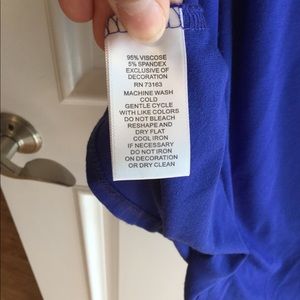 95% VISCOSE
5% SPANDEX
EXCLUSIVE OF
DECORATION
RN 73163
MACHINE WASH
COLD
GENTLE CYCLE
WITH LIKE COLORS
DO NOT BLEACH
RESHAPE AND
DRY FLAT
COOL IRON
IF NECESSARY
DO NOT IRON
ON DECORATION
OR DRY CLEAN